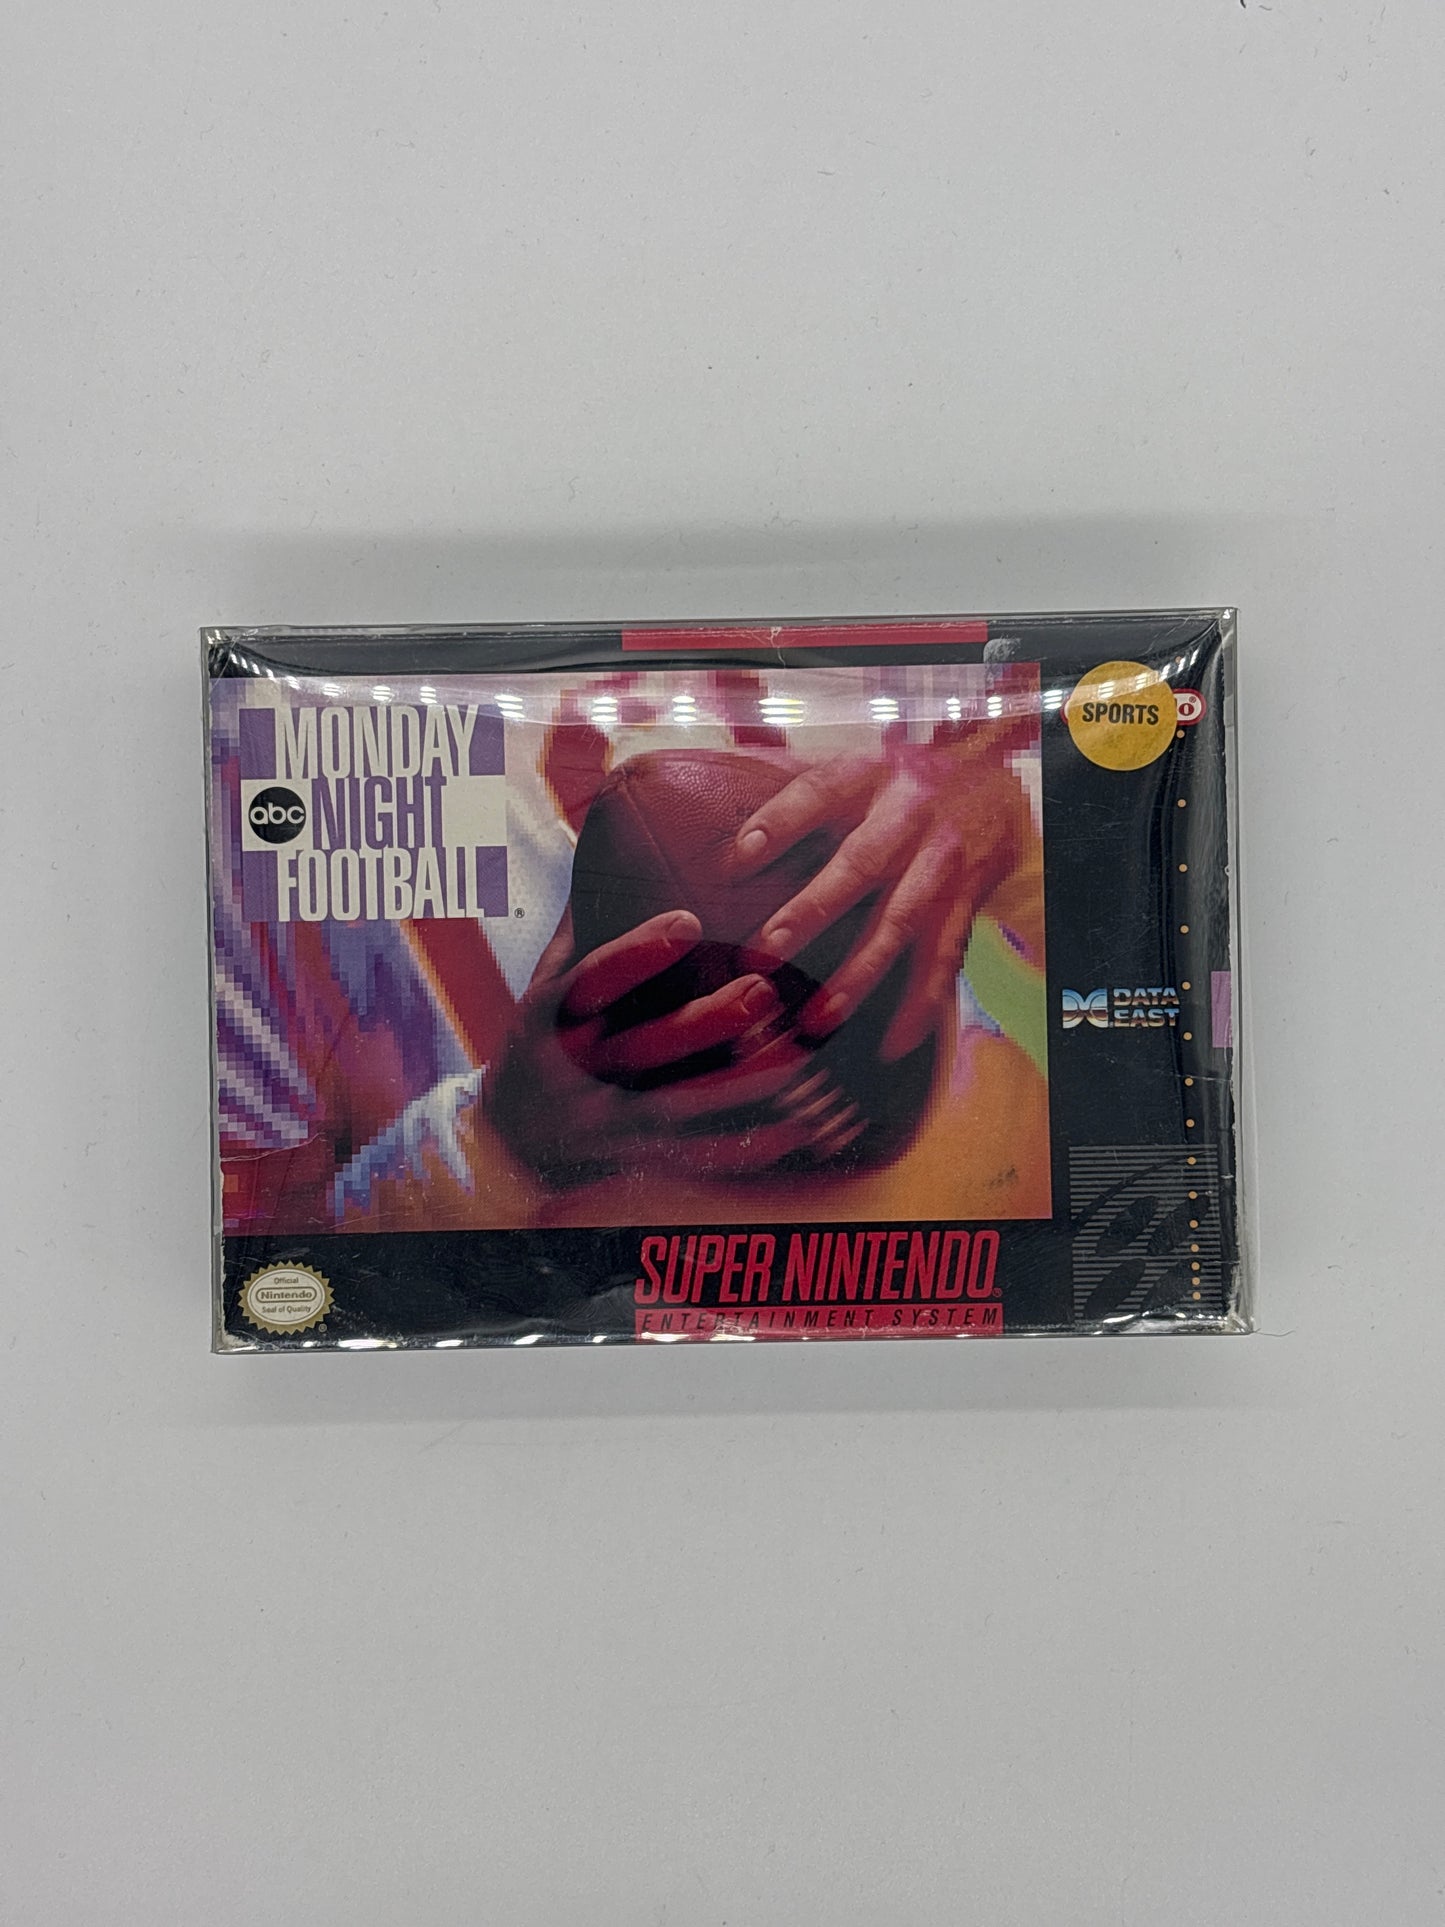 MONDAY
abc NIGHT
FOOTBALL ®
SPORTS
O®
DATA
EAST
Official
Nintendo
Seal of Quality
®
SUPER NINTENDO®
ENTERTAINMENT SYSTEM